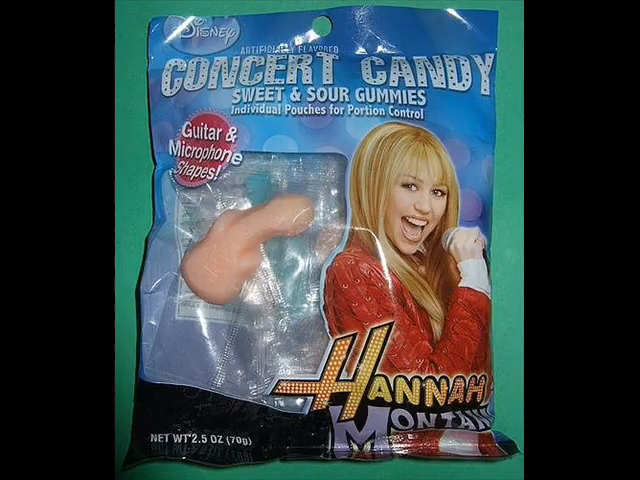 Disney
ARTIFICIALLY FLAVORED
CONCERT CANDY
SWEET & SOUR GUMMIES
Individual Pouches for Portion Control
Guitar &
Microphone
Shapes!
HANNAH
MONTANA
NET WT 2.5 OZ (70g)